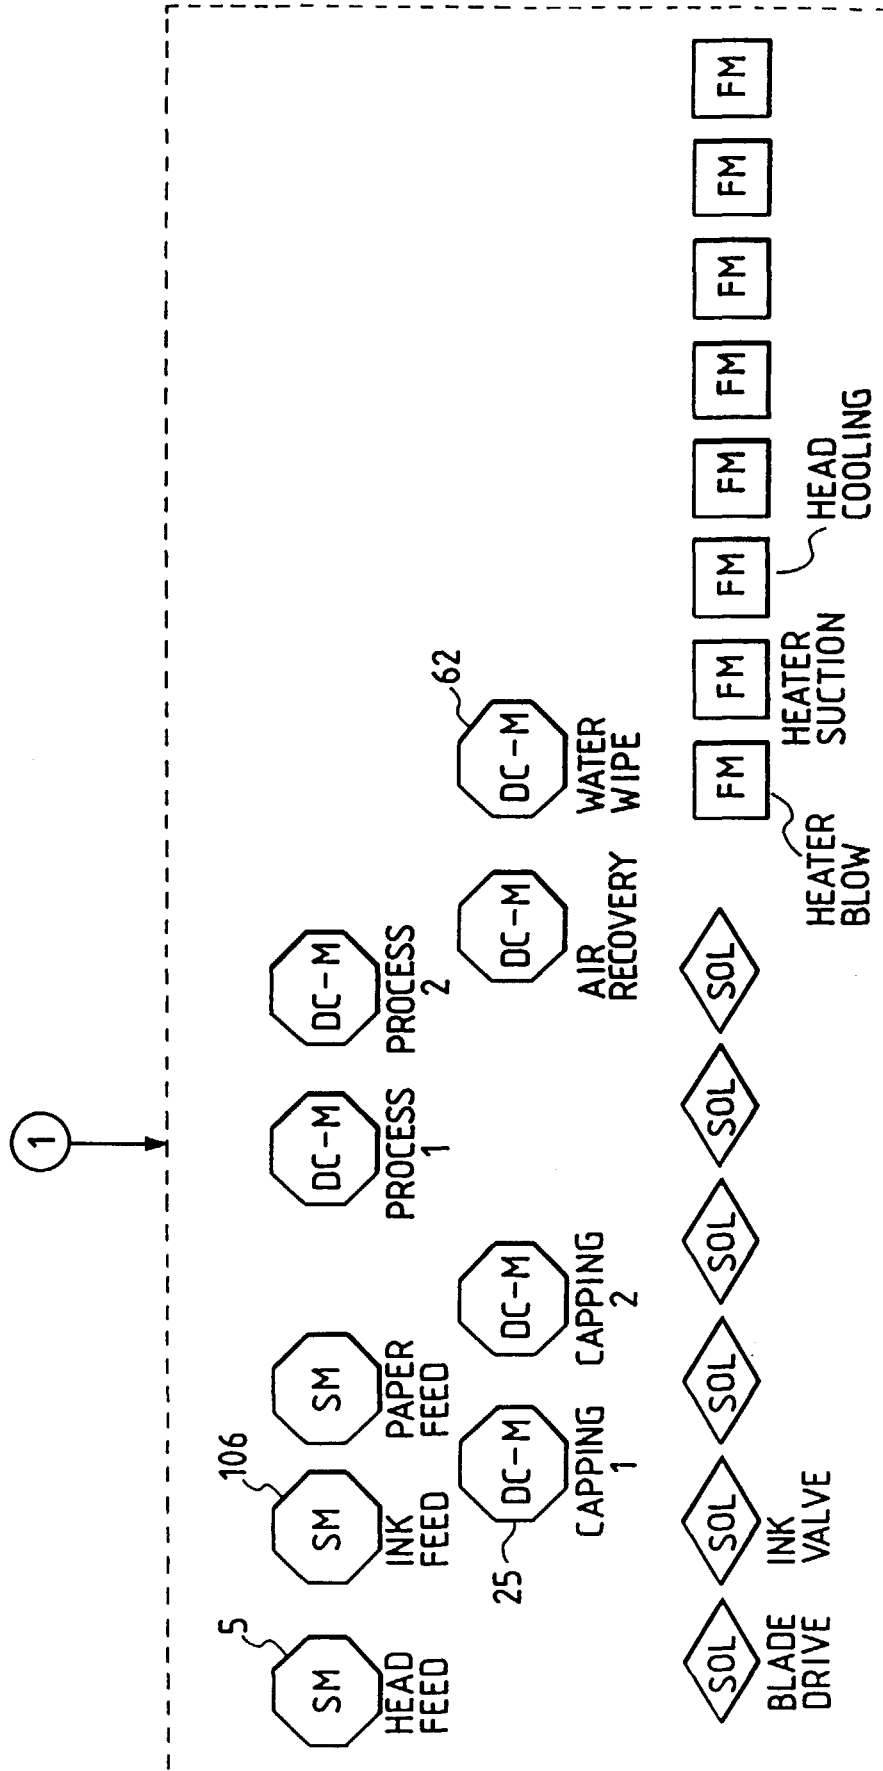 1
5
106
SM
SM
SM
DC-M
DC-M
HEAD
FEED
INK
FEED
PAPER
FEED
PROCESS
1
PROCESS
2
25
62
DC-M
DC-M
DC-M
DC-M
CAPPING
1
CAPPING
2
AIR
RECOVERY
WATER
WIPE
SOL
SOL
SOL
SOL
SOL
SOL
FM
FM
FM
FM
FM
FM
FM
FM
BLADE
DRIVE
INK
VALVE
HEATER
BLOW
HEATER
SUCTION
HEAD
COOLING